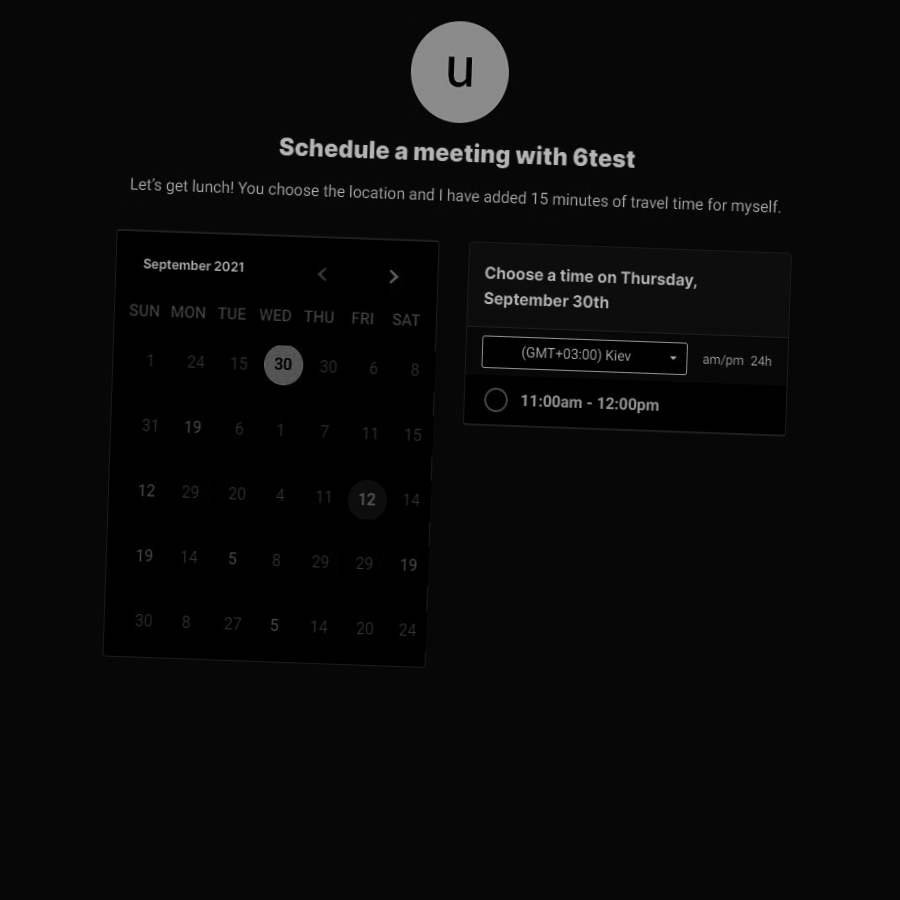 u
Schedule a meeting with 6test
Let's get lunch! You choose the location and I have added 15 minutes of travel time for myself.
September 2021
SUN MON TUE WED THU FRI SAT
1 24 15 30 30 6 8
31 19 6 1 7 11 15
12 29 20 4 11 12 14
19 14 5 8 29 29 19
30 8 27 5 14 20 24
Choose a time on Thursday,
September 30th
(GMT+03:00) Kiev am/pm 24h
11:00am - 12:00pm